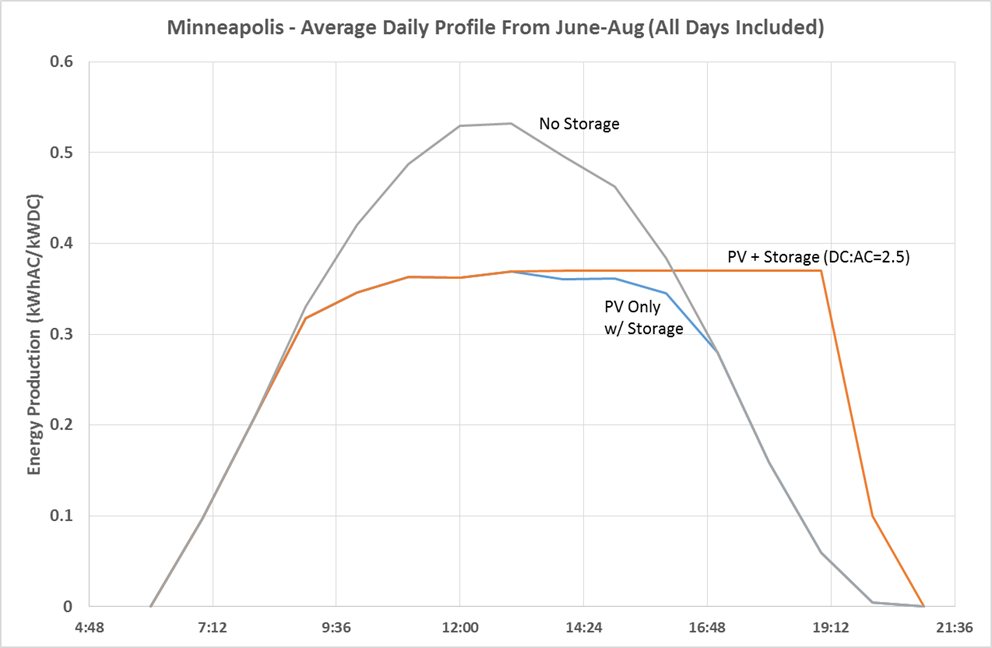 Minneapolis - Average Daily Profile From June-Aug (All Days Included)
Energy Production (kWhAC/kWDC)
0.6
0.5
0.4
0.3
0.2
0.1
0
No Storage
PV + Storage (DC:AC=2.5)
PV Only
w/ Storage
4:48 7:12 9:36 12:00 14:24 16:48 19:12 21:36